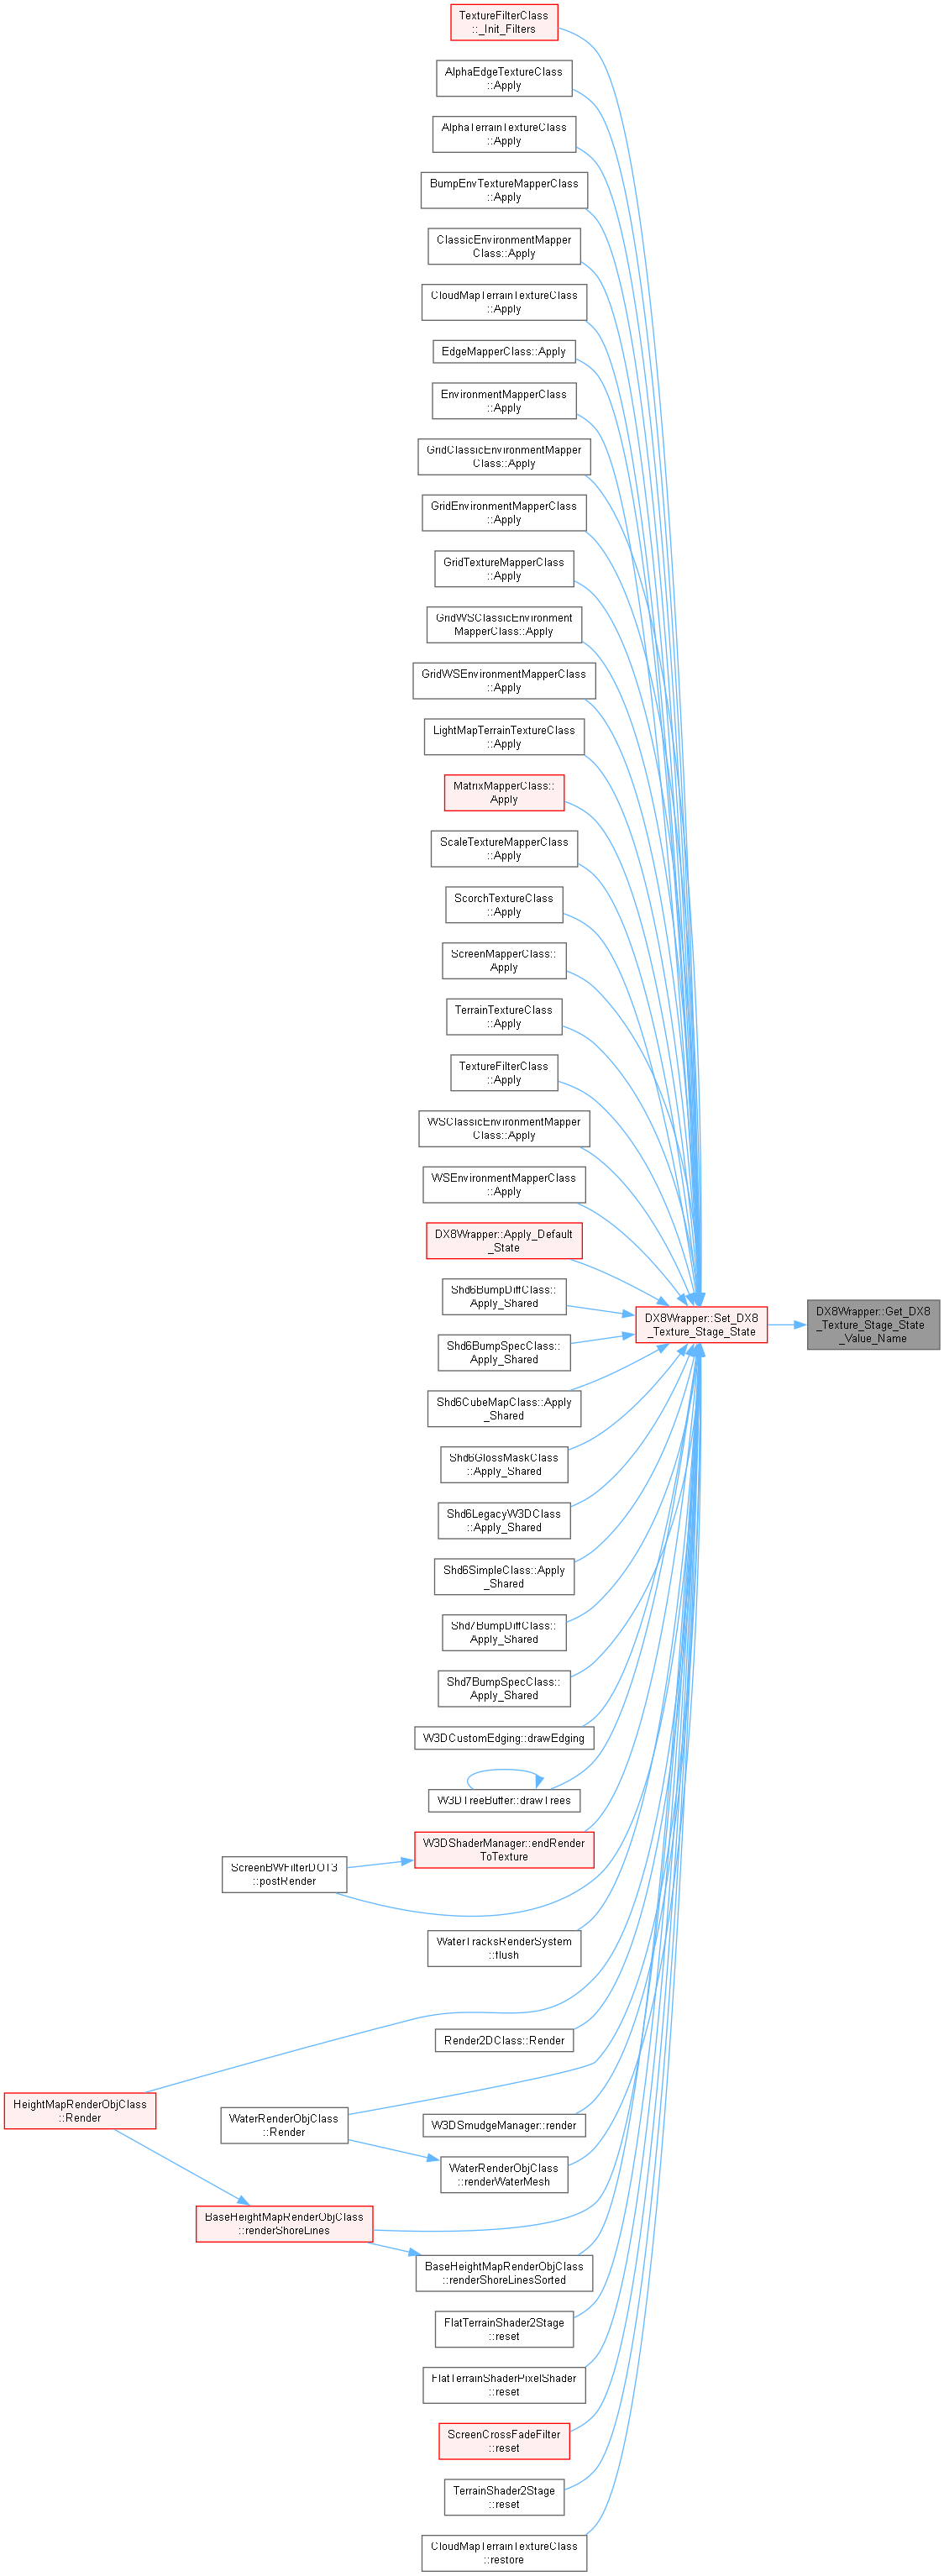 TextureFilterClass
::_Init_Filters
AlphaEdgeTextureClass
::Apply
AlphaTerrainTextureClass
::Apply
BumpEnvTextureMapperClass
::Apply
ClassicEnvironmentMapper
Class::Apply
CloudMapTerrainTextureClass
::Apply
EdgeMapperClass::Apply
EnvironmentMapperClass
::Apply
GridClassicEnvironmentMapper
Class::Apply
GridEnvironmentMapperClass
::Apply
GridTextureMapperClass
::Apply
GridWSClassicEnvironment
MapperClass::Apply
GridWSEnvironmentMapperClass
::Apply
LightMapTerrainTextureClass
::Apply
MatrixMapperClass::
Apply
ScaleTextureMapperClass
::Apply
ScorchTextureClass
::Apply
ScreenMapperClass::
Apply
TerrainTextureClass
::Apply
TextureFilterClass
::Apply
WSClassicEnvironmentMapper
Class::Apply
WSEnvironmentMapperClass
::Apply
DX8Wrapper::Apply_Default
_State
Shd6BumpDiffClass::
Apply_Shared
DX8Wrapper::Set_DX8
_Texture_Stage_State
DX8Wrapper::Get_DX8
_Texture_Stage_State
_Value_Name
Shd6BumpSpecClass::
Apply_Shared
Shd6CubeMapClass::Apply
_Shared
Shd6GlossMaskClass
::Apply_Shared
Shd6LegacyW3DClass
::Apply_Shared
Shd6SimpleClass::Apply
_Shared
Shd7BumpDiffClass::
Apply_Shared
Shd7BumpSpecClass::
Apply_Shared
W3DCustomEdging::drawEdging
W3DTreeBuffer::drawTrees
W3DShaderManager::endRender
ToTexture
ScreenBWFilterDOT3
::postRender
WaterTracksRenderSystem
::flush
Render2DClass::Render
HeightMapRenderObjClass
::Render
WaterRenderObjClass
::Render
W3DSmudgeManager::render
WaterRenderObjClass
::renderWaterMesh
BaseHeightMapRenderObjClass
::renderShoreLines
BaseHeightMapRenderObjClass
::renderShoreLinesSorted
FlatTerrainShader2Stage
::reset
FlatTerrainShaderPixelShader
::reset
ScreenCrossFadeFilter
::reset
TerrainShader2Stage
::reset
CloudMapTerrainTextureClass
::restore